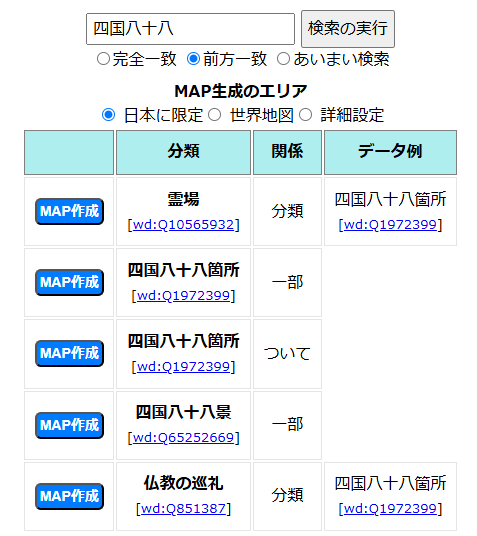 四国八十八 検索の実行
完全一致 前方一致 あいまい検索
MAP生成のエリア
日本に限定 世界地図 詳細設定
分類 関係 データ例
MAP作成 霊場 [wd:Q10565932] 分類 四国八十八箇所 [wd:Q1972399]
MAP作成 四国八十八箇所 [wd:Q1972399] 一部
MAP作成 四国八十八箇所 [wd:Q1972399] ついて
MAP作成 四国八十八景 [wd:Q65252669] 一部
MAP作成 仏教の巡礼 [wd:Q851387] 分類 四国八十八箇所 [wd:Q1972399]